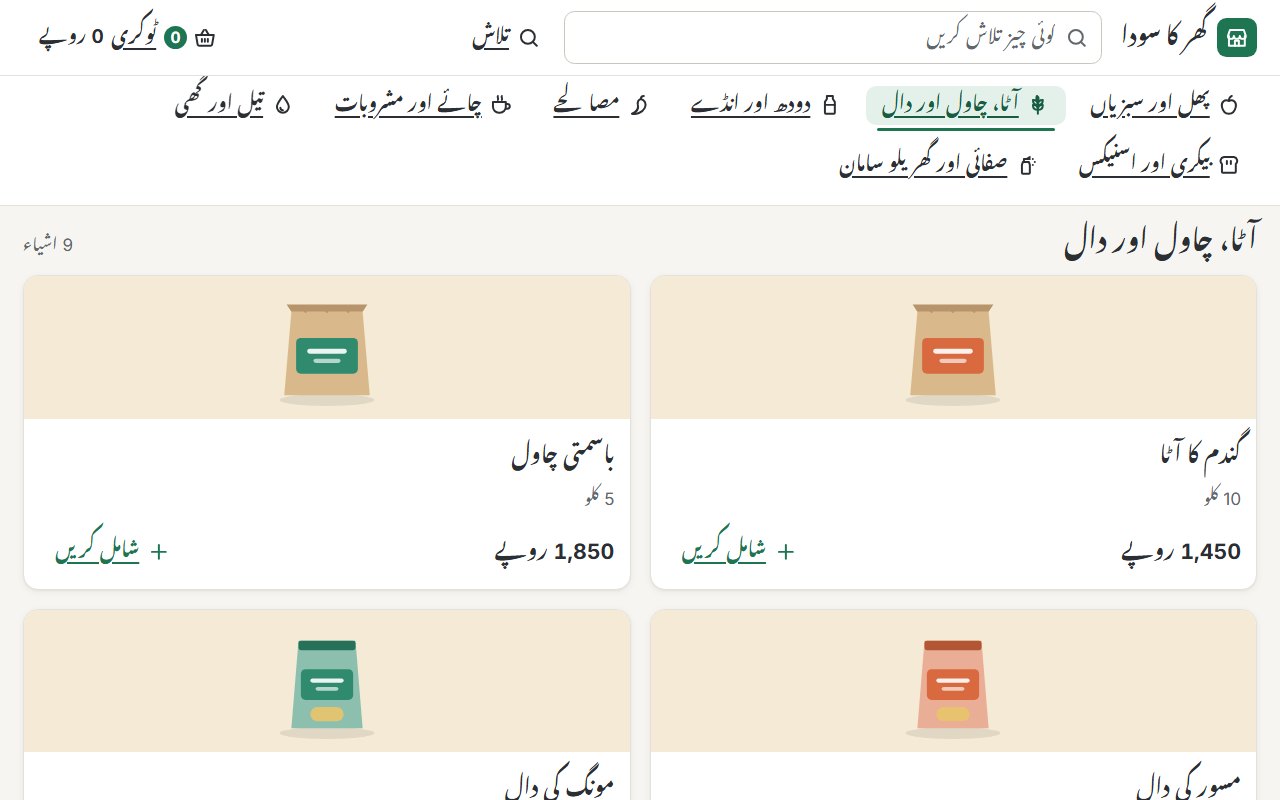 گھر کا سودا
کوئی چیز تلاش کریں
تلاش
0 ٹوکری 0 روپے
پھل اور سبزیاں
آٹا، چاول اور دال
دودھ اور انڈے
مصالحے
چائے اور مشروبات
تیل اور گھی
بیکری اور اسنیکس
صفائی اور گھریلو سامان
آٹا، چاول اور دال
9 اشیاء
گندم کا آٹا
10 کلو
1,450 روپے
شامل کریں
باسمتی چاول
5 کلو
1,850 روپے
شامل کریں
مسور کی دال
مونگ کی دال